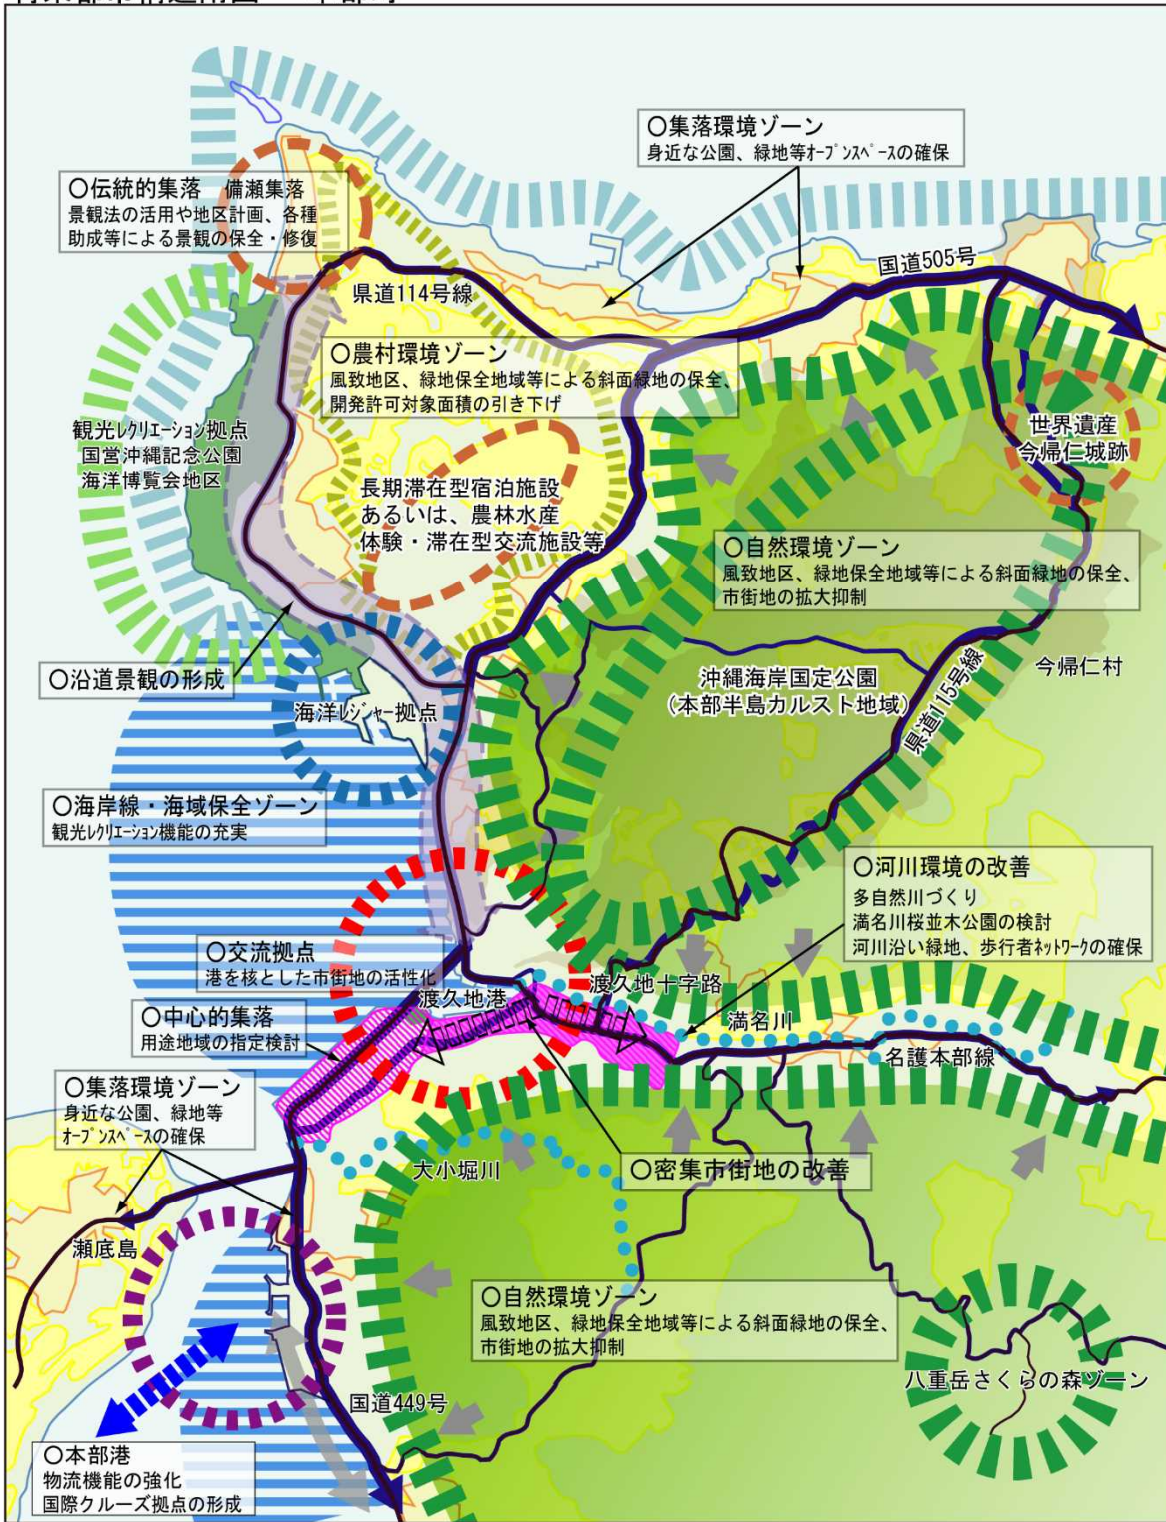 ○集落環境ゾーン
身近な公園、緑地等ｵｰﾌﾟﾝｽﾍﾟｰｽの確保
○伝統的集落　備瀬集落
景観法の活用や地区計画、各種
助成等による景観の保全・修復
国道505号
県道114号線
○農村環境ゾーン
風致地区、緑地保全地域等による斜面緑地の保全、
開発許可対象面積の引き下げ
観光ﾚｸﾘｴｰｼｮﾝ拠点
国営沖縄記念公園
海洋博覧会地区
世界遺産
今帰仁城跡
長期滞在型宿泊施設
あるいは、農林水産
体験・滞在型交流施設等
○自然環境ゾーン
風致地区、緑地保全地域等による斜面緑地の保全、
市街地の拡大抑制
○沿道景観の形成
沖縄海岸国定公園
(本部半島カルスト地域)
県道115号線
今帰仁村
海洋ﾚｼﾞｬｰ拠点
○海岸線・海域保全ゾーン
観光ﾚｸﾘｴｰｼｮﾝ機能の充実
○河川環境の改善
多自然川づくり
満名川桜並木公園の検討
河川沿い緑地、歩行者ﾈｯﾄﾜｰｸの確保
○交流拠点
港を核とした市街地の活性化
渡久地港
渡久地十字路
満名川
○中心的集落
用途地域の指定検討
名護本部線
○集落環境ゾーン
身近な公園、緑地等
ｵｰﾌﾟﾝｽﾍﾟｰｽの確保
大小堀川
○密集市街地の改善
瀬底島
○自然環境ゾーン
風致地区、緑地保全地域等による斜面緑地の保全、
市街地の拡大抑制
八重岳さくらの森ゾーン
国道449号
○本部港
物流機能の強化
国際クルーズ拠点の形成